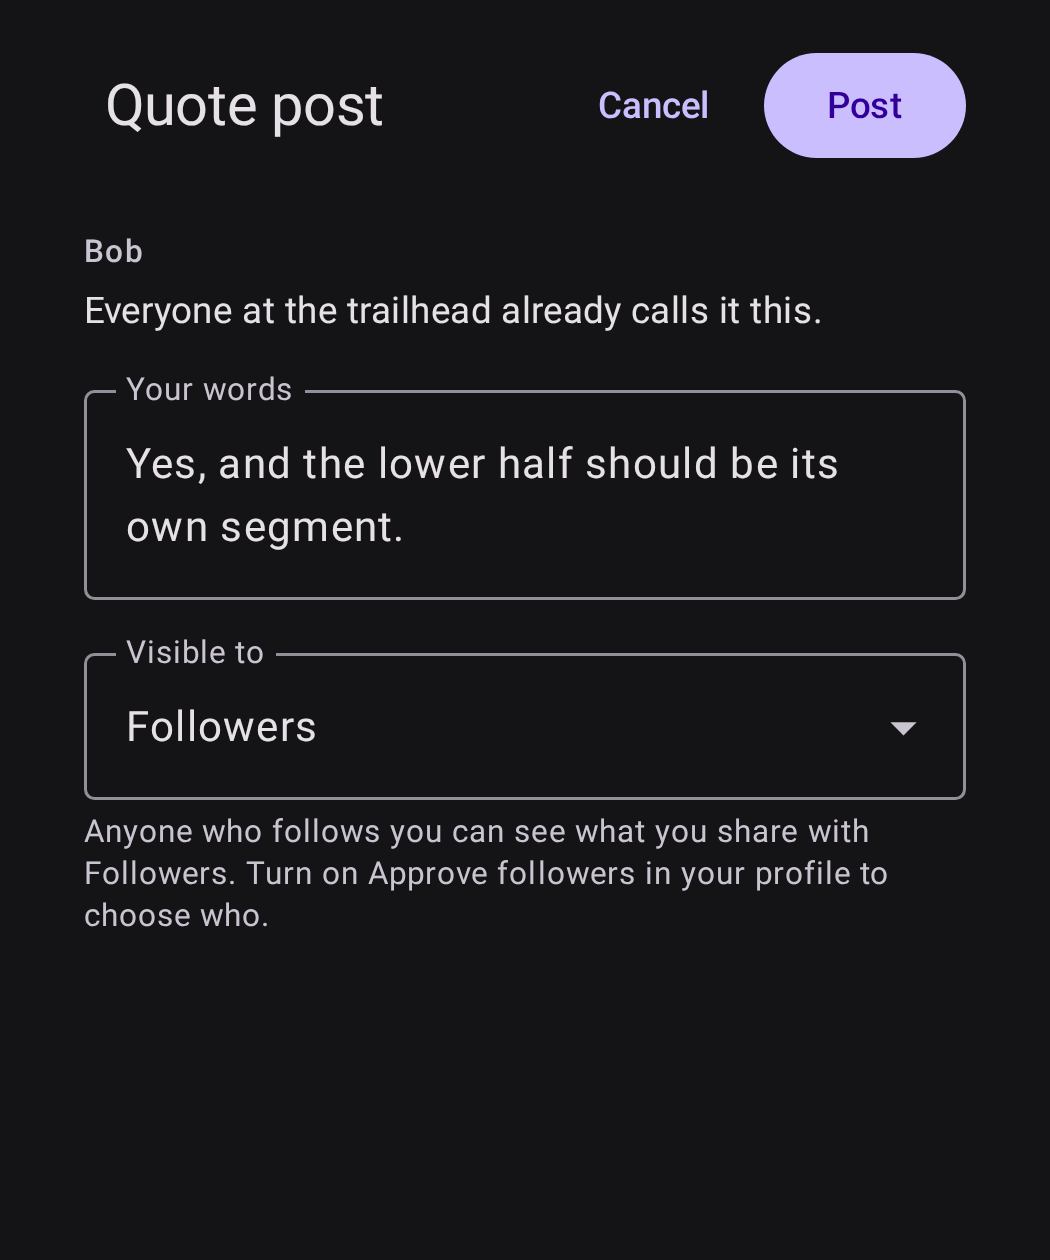 Quote post
Cancel
Post
Bob
Everyone at the trailhead already calls it this.
Your words
Yes, and the lower half should be its
own segment.
Visible to
Followers
Anyone who follows you can see what you share with
Followers. Turn on Approve followers in your profile to
choose who.